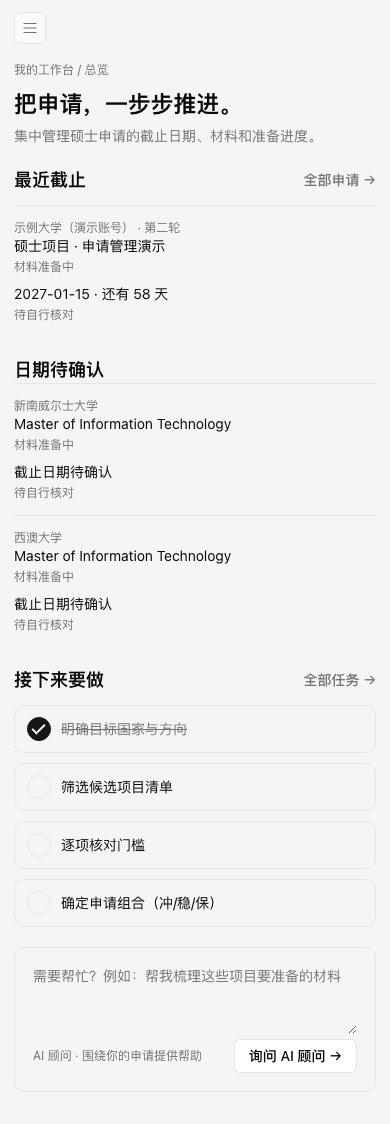 我的工作台 / 总览
把申请，一步步推进。
集中管理硕士申请的截止日期、材料和准备进度。
最近截止 全部申请 →
示例大学（演示账号） · 第二轮
硕士项目 · 申请管理演示
材料准备中
2027-01-15 · 还有 58 天
待自行核对
日期待确认
新南威尔士大学
Master of Information Technology
材料准备中
截止日期待确认
待自行核对
西澳大学
Master of Information Technology
材料准备中
截止日期待确认
待自行核对
接下来要做 全部任务 →
明确目标国家与方向
筛选候选项目清单
逐项核对门槛
确定申请组合（冲/稳/保）
需要帮忙？例如：帮我梳理这些项目要准备的材料
AI 顾问 · 围绕你的申请提供帮助 询问 AI 顾问 →